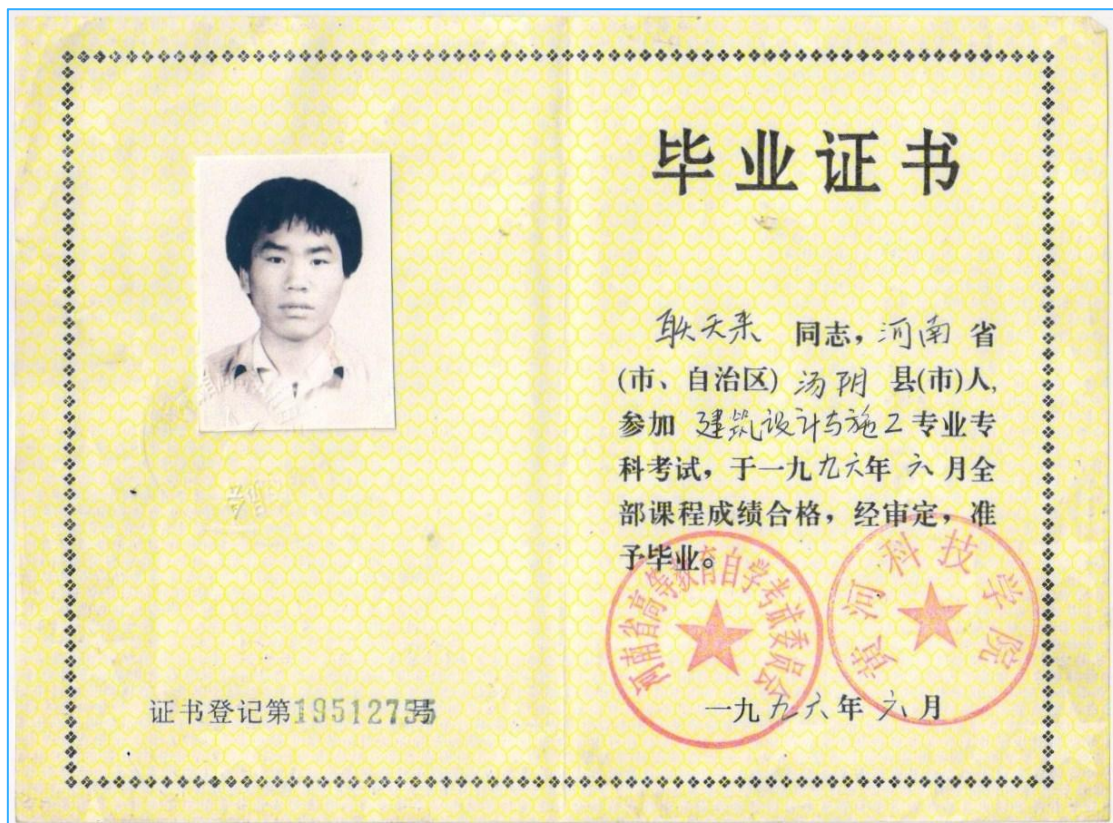 毕业证书
耿天来 同志，河南 省
(市、自治区) 汤阴 县(市)人,
参加 建筑设计与施工 专业专
科考试，于一九九六年 六 月全
部课程成绩合格，经审定，准
予毕业。
河南省高等教育自学考试委员会
黄河科技学院
一九九六年六月
证书登记第19512755号